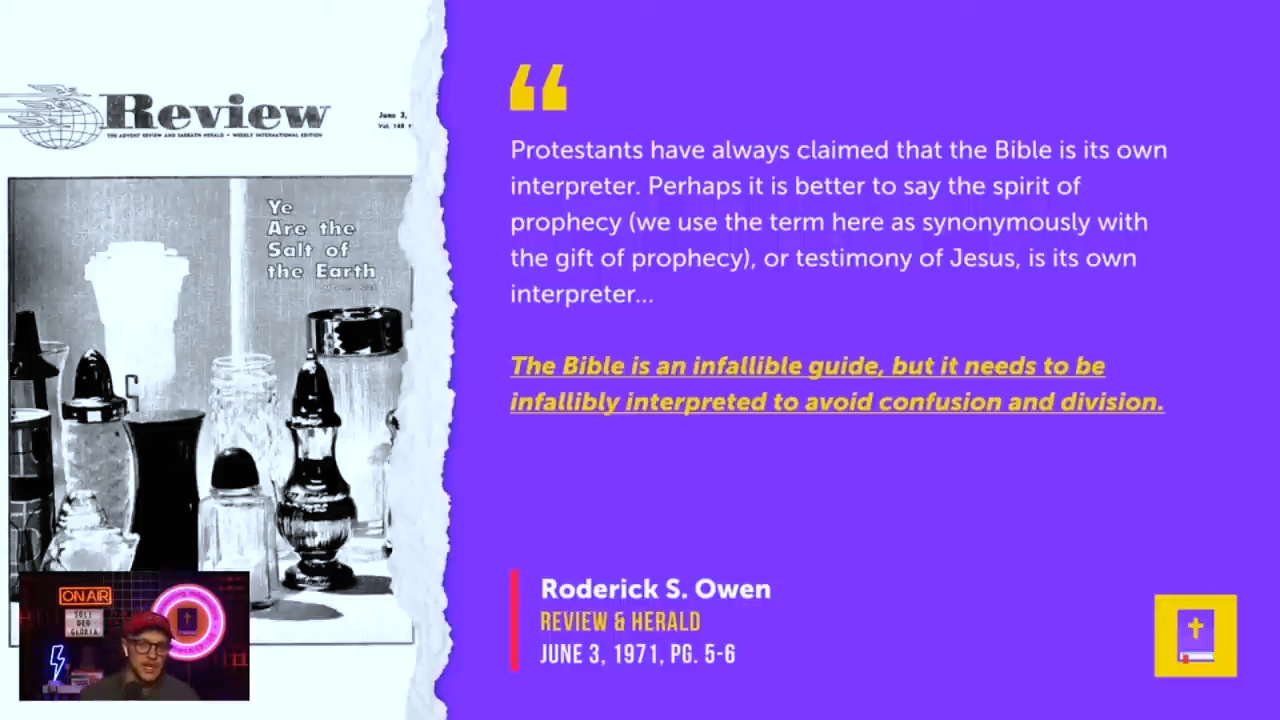 Review
June 3,
THE ADVENT REVIEW AND SABBATH HERALD • WEEKLY INTERNATIONAL EDITION
Vol. 148
Ye
Are the
Salt of
the Earth
ON AIR
SOLI
DEO
GLORIA
“
Protestants have always claimed that the Bible is its own
interpreter. Perhaps it is better to say the spirit of
prophecy (we use the term here as synonymously with
the gift of prophecy), or testimony of Jesus, is its own
interpreter...
The Bible is an infallible guide, but it needs to be
infallibly interpreted to avoid confusion and division.
Roderick S. Owen
REVIEW & HERALD
JUNE 3, 1971, PG. 5-6